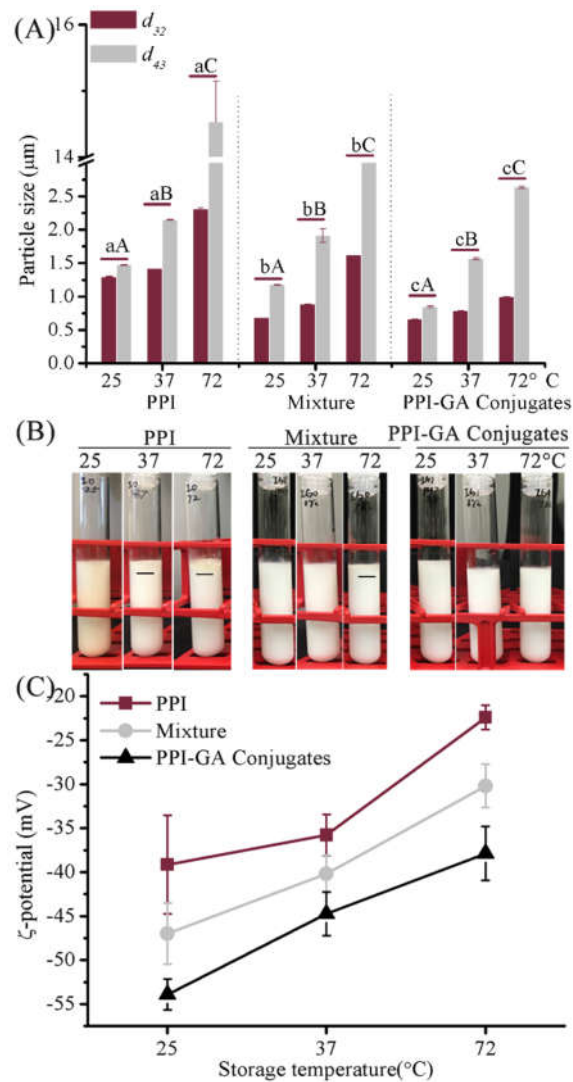 (A)
d32
d43
16
14
2.5
2.0
1.5
1.0
0.5
0.0
Particle size (μm)
aA
aB
aC
bA
bB
bC
cA
cB
cC
25 37 72 25 37 72 25 37 72° C
PPI Mixture PPI-GA Conjugates
(B)
PPI Mixture PPI-GA Conjugates
25 37 72 25 37 72 25 37 72°C
(C)
PPI
Mixture
PPI-GA Conjugates
-20
-25
-30
-35
-40
-45
-50
-55
ζ-potential (mV)
25 37 72
Storage temperature(°C)